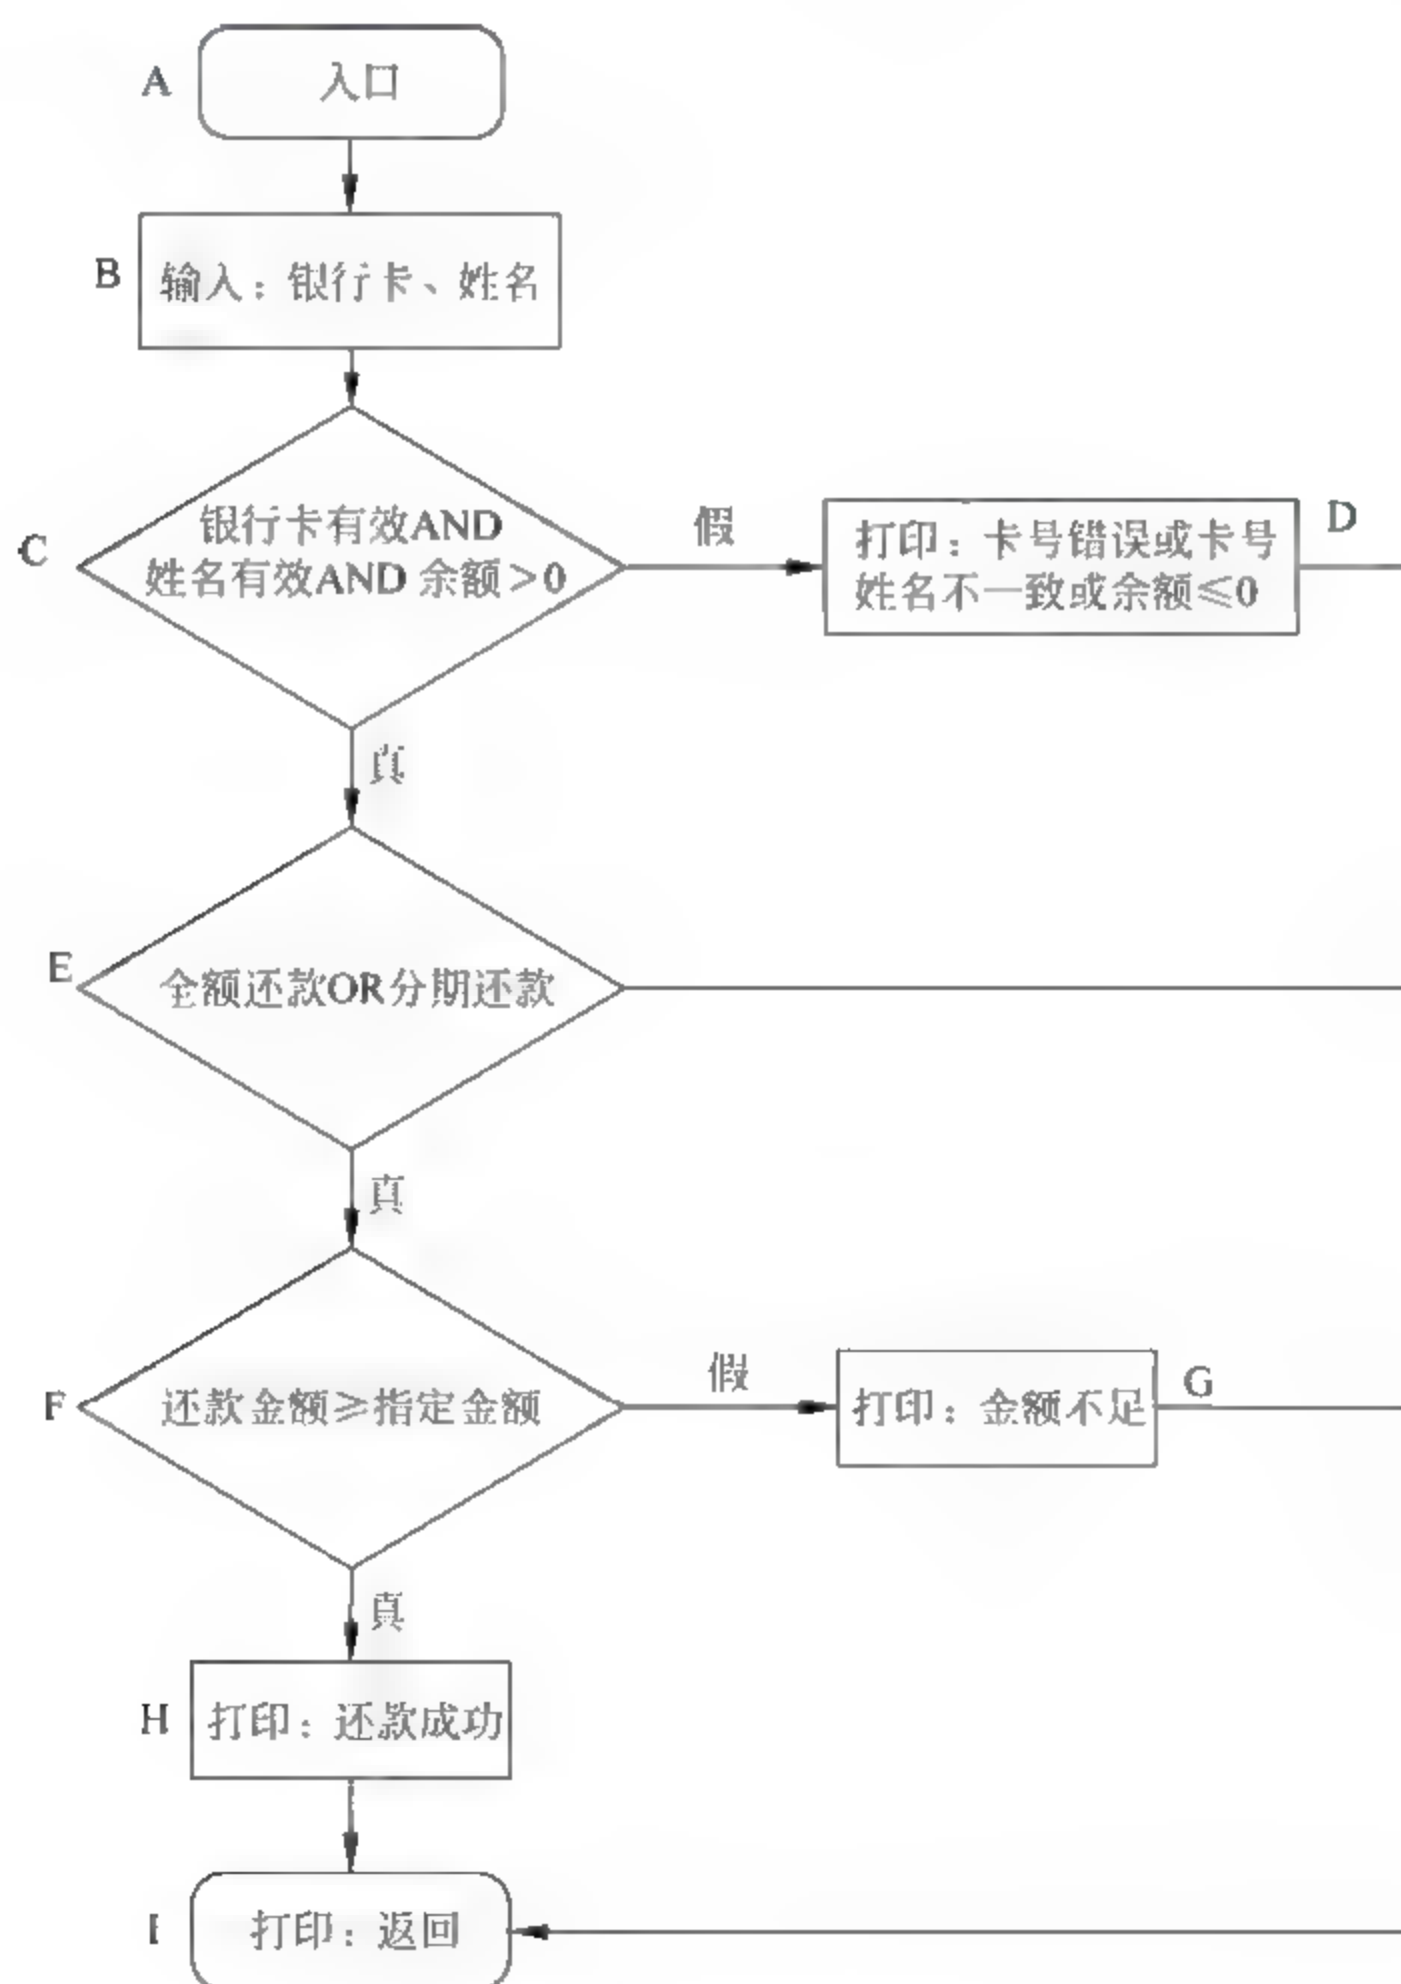 A
入口
B
输入：银行卡、姓名
C
银行卡有效AND
姓名有效AND 余额＞0
假
打印：卡号错误或卡号
姓名不一致或余额≤0
D
真
E
全额还款OR分期还款
真
F
还款金额≥指定金额
假
打印：金额不足
G
真
H
打印：还款成功
I
打印：返回